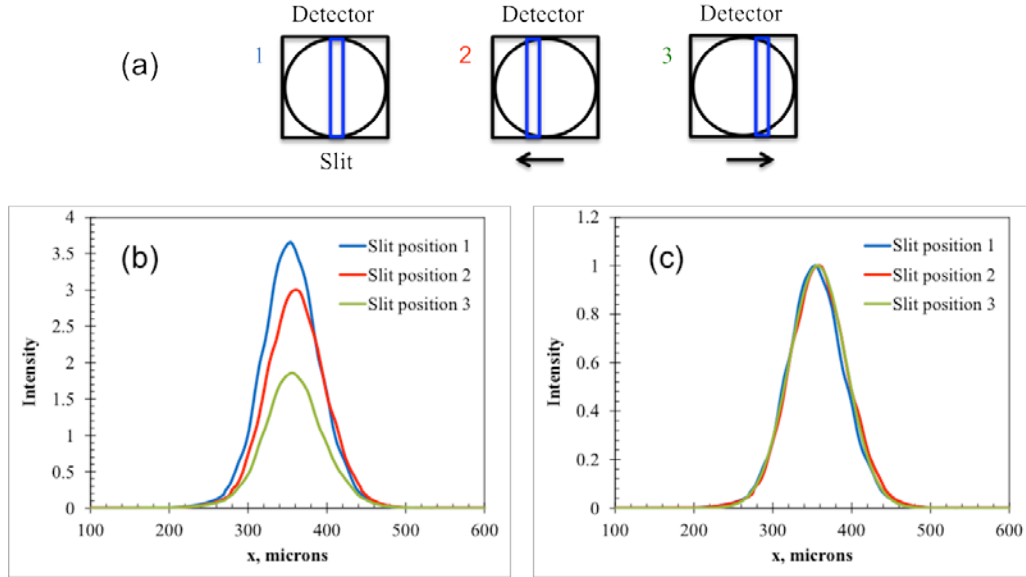 Detector Detector Detector
(a) 1 2 3
Slit
4 1.2
(b) Slit position 1 (c) Slit position 1
3.5 1
3 Slit position 2 Slit position 2
2.5 Slit position 3 0.8 Slit position 3
Intensity 2 Intensity 0.6
1.5 0.4
1
0.5 0.2
0 0
100 200 300 400 500 600 100 200 300 400 500 600
x, microns x, microns